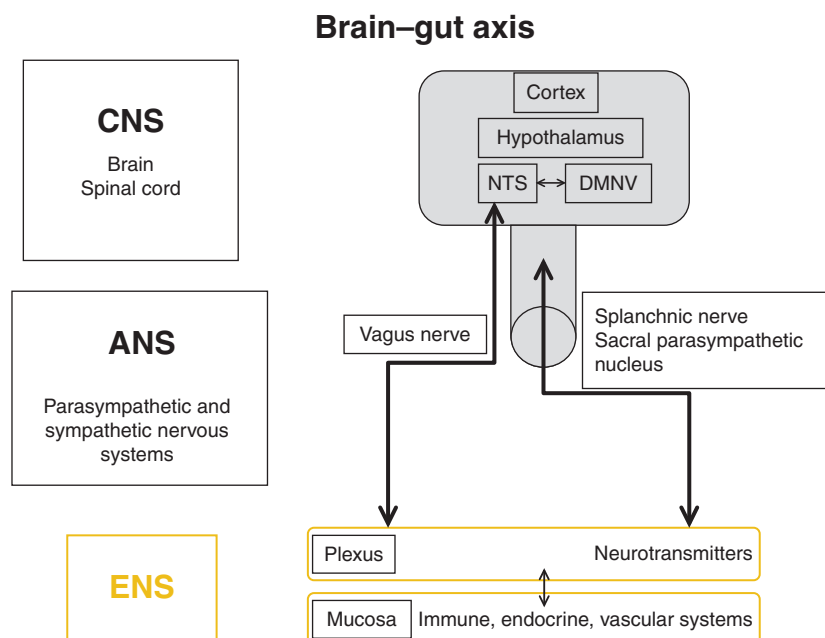 Brain–gut axis
CNS
Brain
Spinal cord
Cortex
Hypothalamus
NTS
DMNV
ANS
Parasympathetic and
sympathetic nervous
systems
Vagus nerve
Splanchnic nerve
Sacral parasympathetic
nucleus
ENS
Plexus
Neurotransmitters
Mucosa
Immune, endocrine, vascular systems